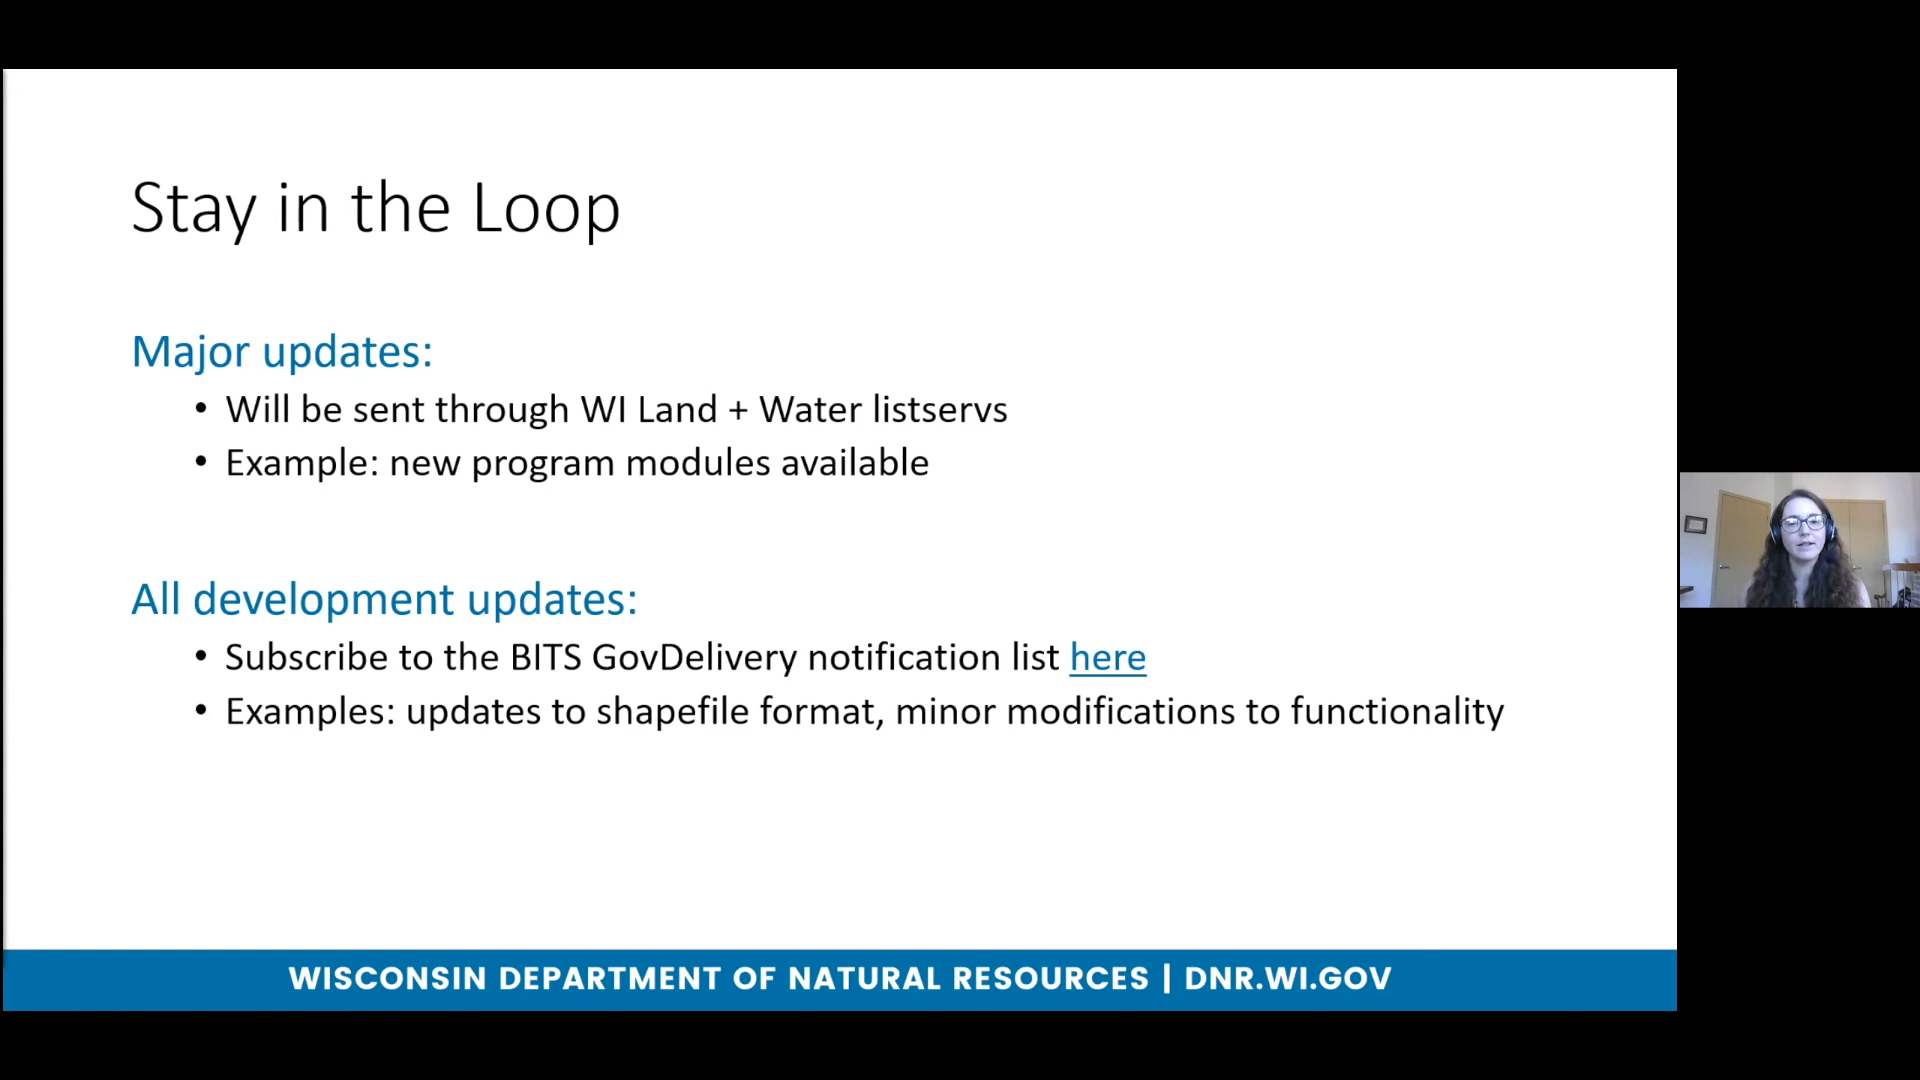 Stay in the Loop
Major updates:
• Will be sent through WI Land + Water listservs
• Example: new program modules available
All development updates:
• Subscribe to the BITS GovDelivery notification list here
• Examples: updates to shapefile format, minor modifications to functionality
WISCONSIN DEPARTMENT OF NATURAL RESOURCES | DNR.WI.GOV